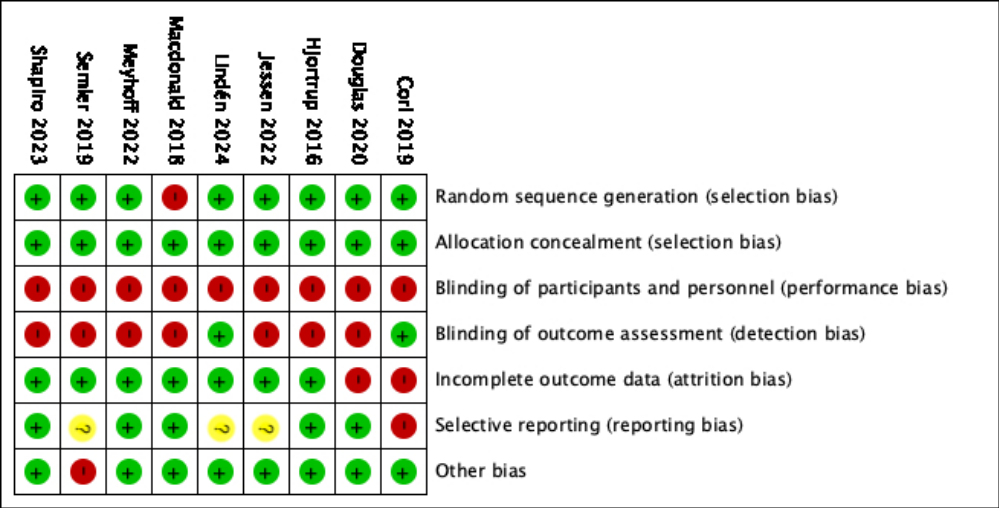 Shapiro 2023
Semler 2019
Meyhoff 2022
Macdonald 2018
Lindén 2024
Jessen 2022
Hjortrup 2016
Douglas 2020
Corl 2019
+ + + - + + + + + Random sequence generation (selection bias)
+ + + + + + + + + Allocation concealment (selection bias)
- - - - - - - - - Blinding of participants and personnel (performance bias)
- - - - + - - - + Blinding of outcome assessment (detection bias)
+ + + + + + + - - Incomplete outcome data (attrition bias)
+ ? + + ? ? + + - Selective reporting (reporting bias)
+ - + + + + + + + Other bias